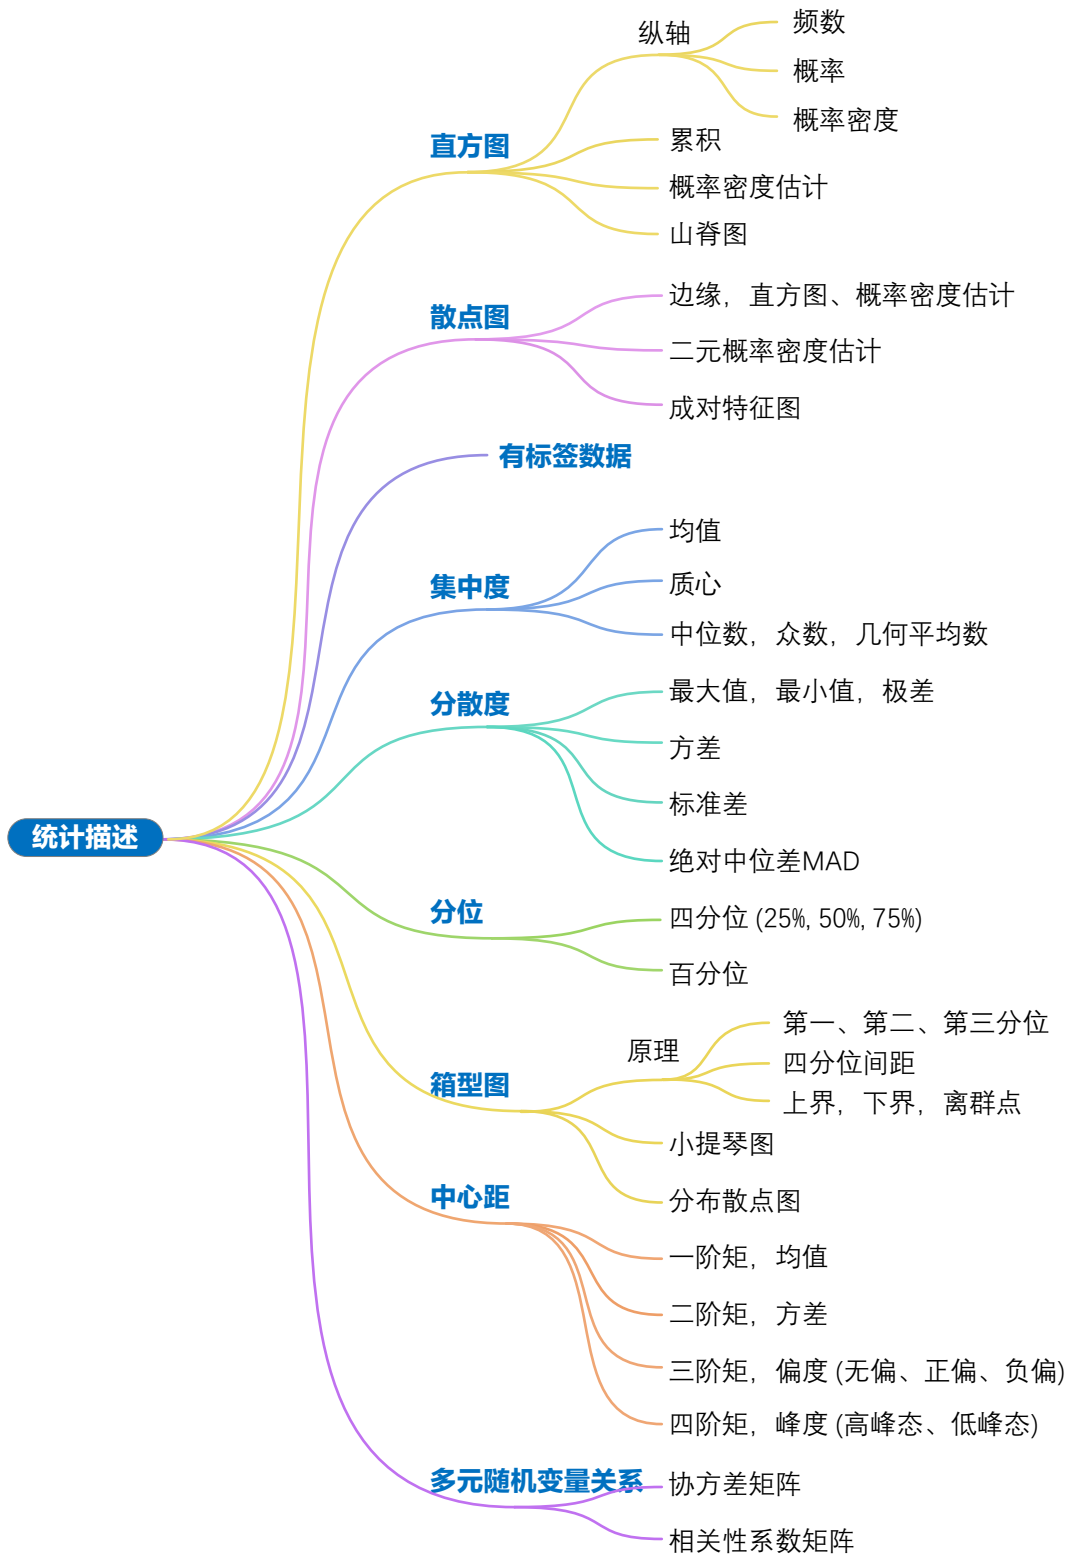 统计描述
直方图
纵轴
频数
概率
概率密度
累积
概率密度估计
山脊图
散点图
边缘，直方图、概率密度估计
二元概率密度估计
成对特征图
有标签数据
集中度
均值
质心
中位数，众数，几何平均数
分散度
最大值，最小值，极差
方差
标准差
绝对中位差MAD
分位
四分位 (25%, 50%, 75%)
百分位
箱型图
原理
第一、第二、第三分位
四分位间距
上界，下界，离群点
小提琴图
分布散点图
中心距
一阶矩，均值
二阶矩，方差
三阶矩，偏度 (无偏、正偏、负偏)
四阶矩，峰度 (高峰态、低峰态)
多元随机变量关系
协方差矩阵
相关性系数矩阵